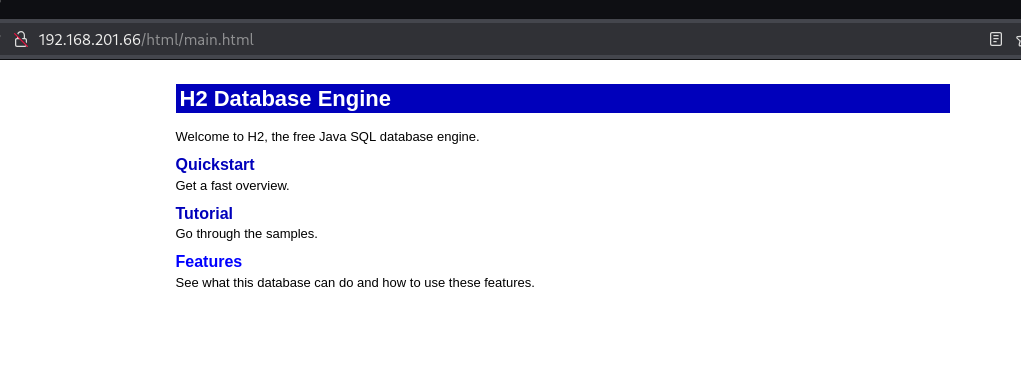 192.168.201.66/html/main.html
H2 Database Engine
Welcome to H2, the free Java SQL database engine.
Quickstart
Get a fast overview.
Tutorial
Go through the samples.
Features
See what this database can do and how to use these features.